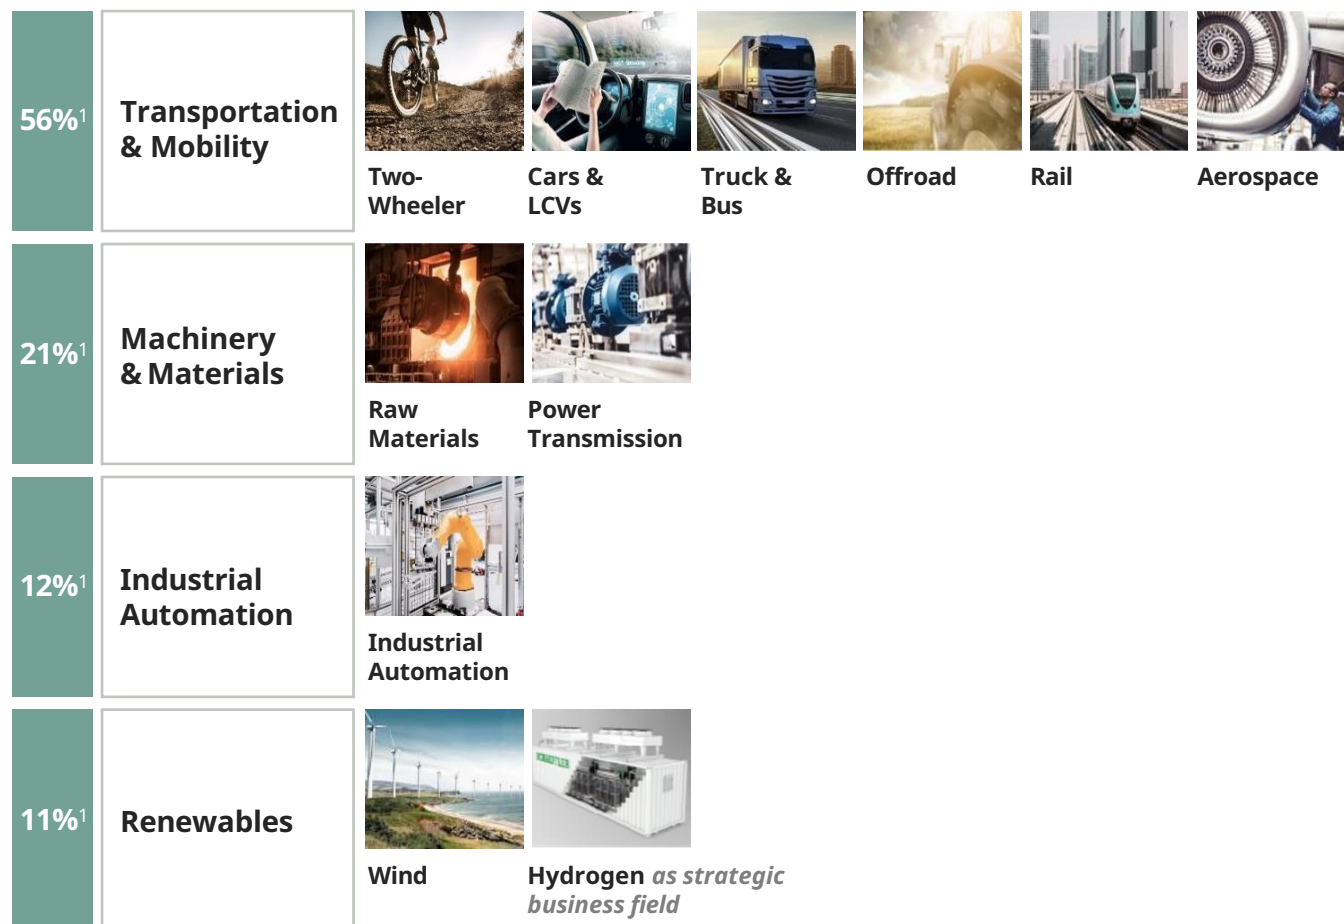 56%1
Transportation
& Mobility
Two-
Wheeler
Cars &
LCVs
Truck &
Bus
Offroad
Rail
Aerospace
21%1
Machinery
& Materials
Raw
Materials
Power
Transmission
12%1
Industrial
Automation
Industrial
Automation
11%1
Renewables
SCHAEFFLER
Wind
Hydrogen as strategic
business field